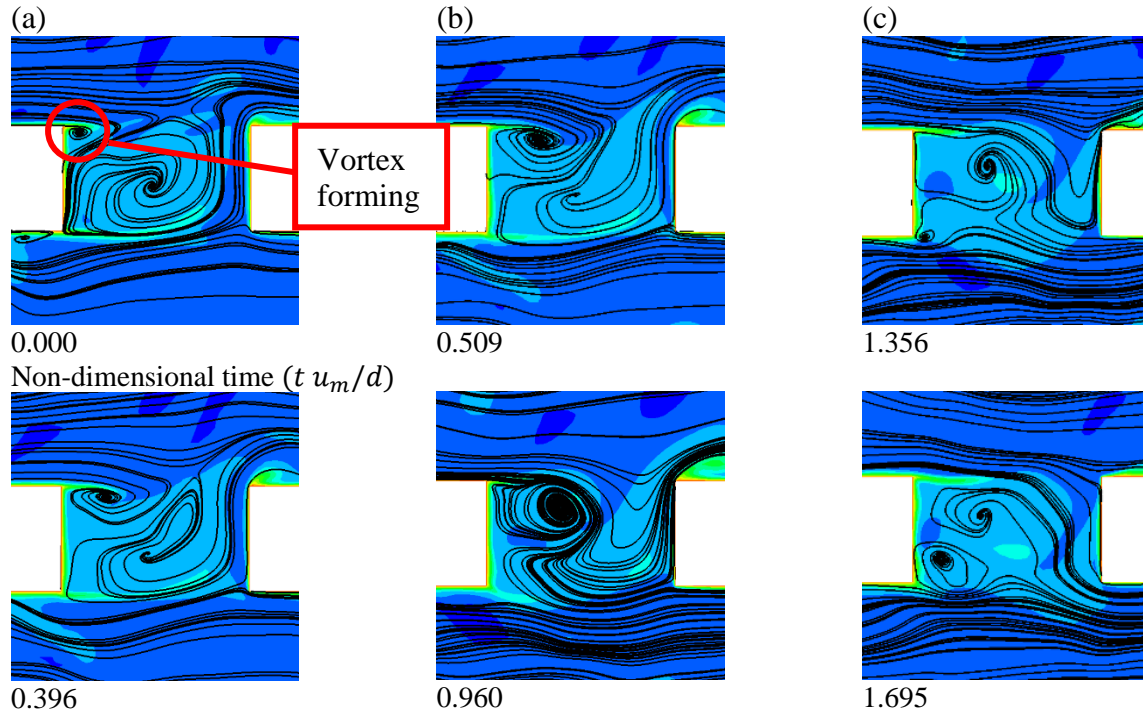 (a) (b) (c)
Vortex
forming
0.000 0.509 1.356
Non-dimensional time (t u_m/d)
0.396 0.960 1.695